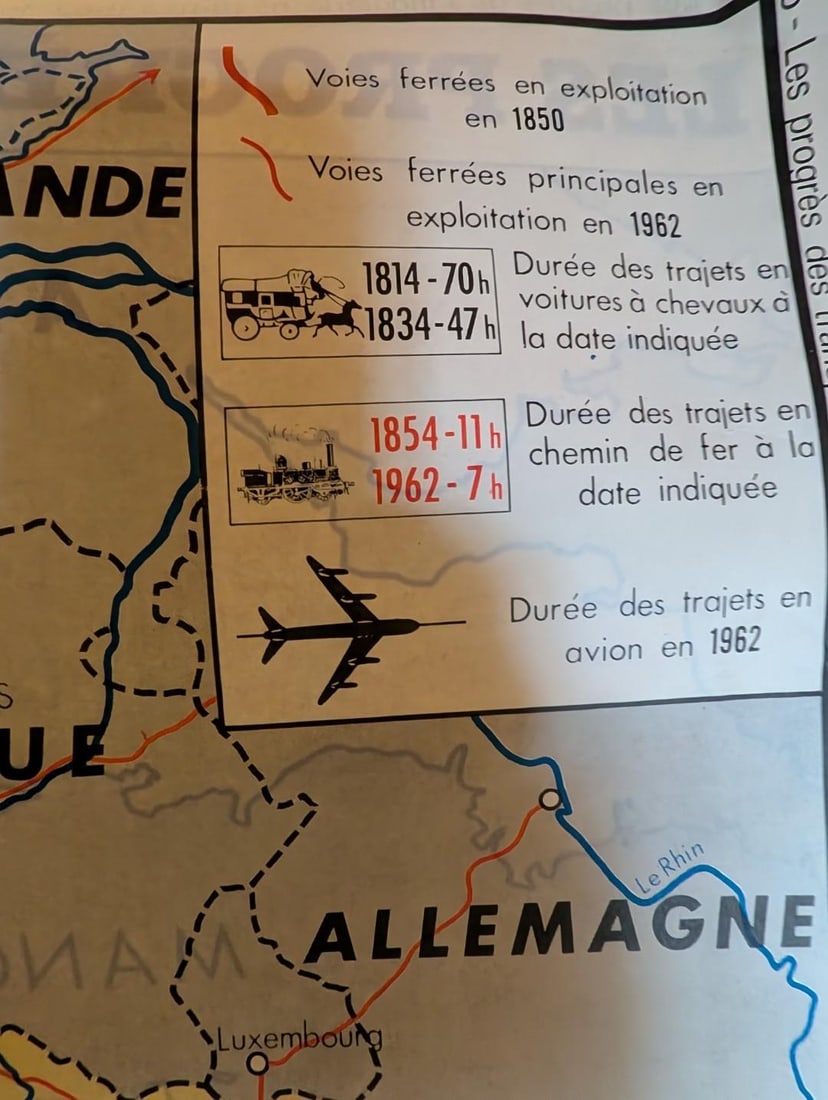 Voies ferrées en exploitation
en 1850
Voies ferrées principales en
exploitation en 1962
1814 - 70h
1834 - 47h
Durée des trajets en
voitures à chevaux à
la date indiquée
1854 - 11h
1962 - 7h
Durée des trajets en
chemin de fer à la
date indiquée
Durée des trajets en
avion en 1962
- Les progrès des
ANDE
UE
Le Rhin
ALLEMAGNE
Luxembourg